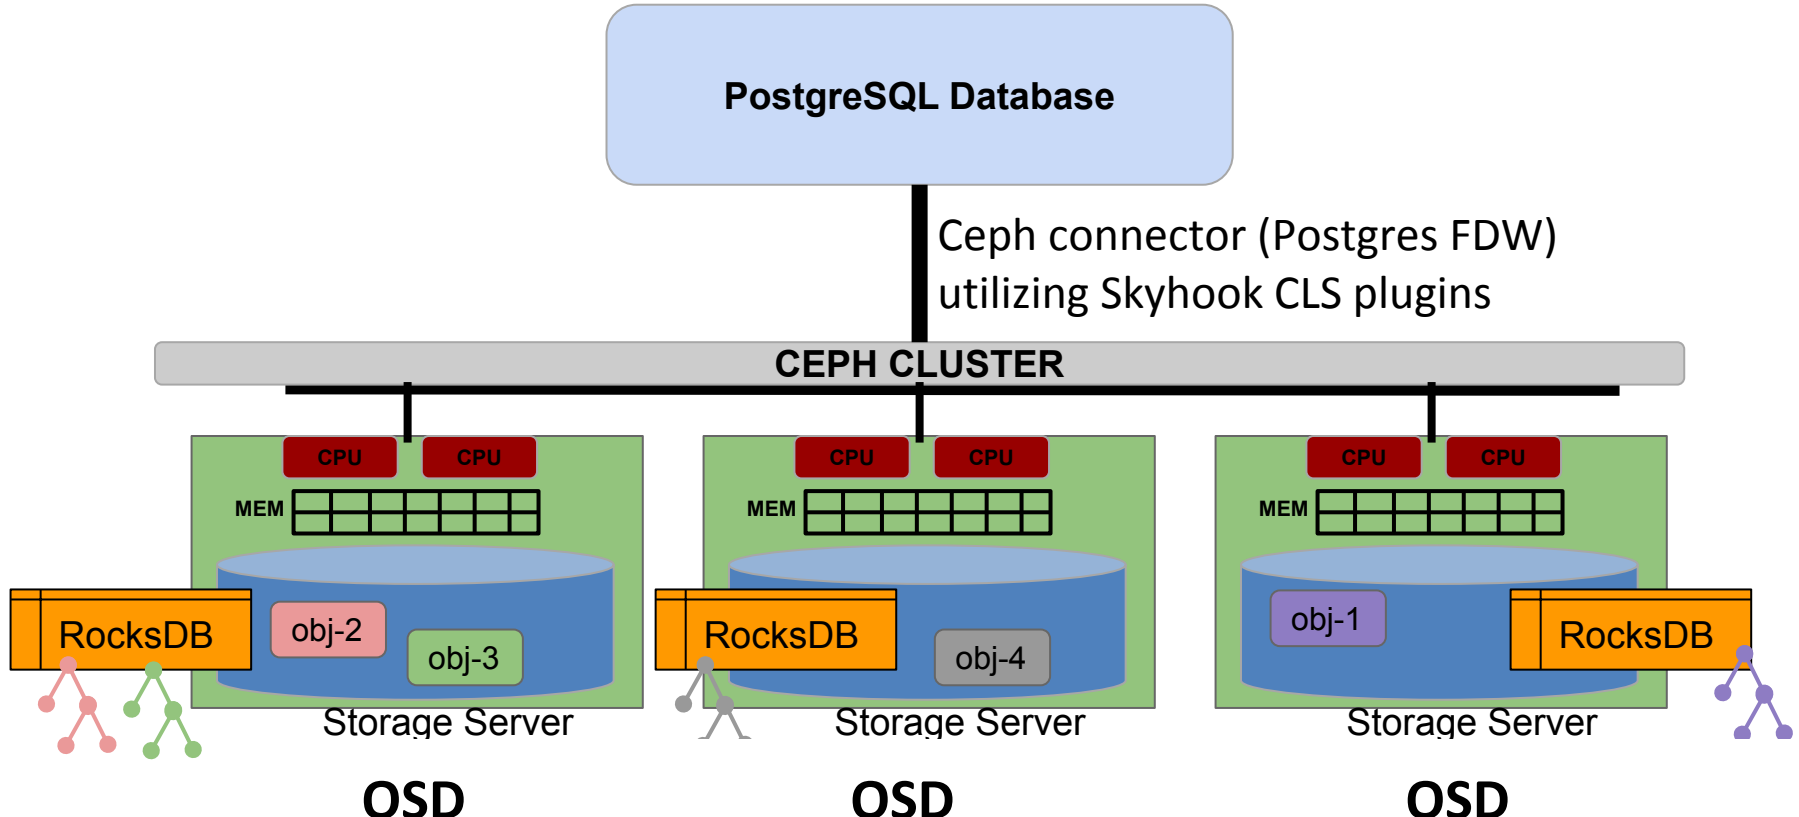 PostgreSQL Database
Ceph connector (Postgres FDW)
utilizing Skyhook CLS plugins
CEPH CLUSTER
CPU CPU CPU CPU CPU CPU
MEM MEM MEM
RocksDB obj-2 obj-3 RocksDB obj-4 obj-1 RocksDB
Storage Server Storage Server Storage Server
OSD OSD OSD